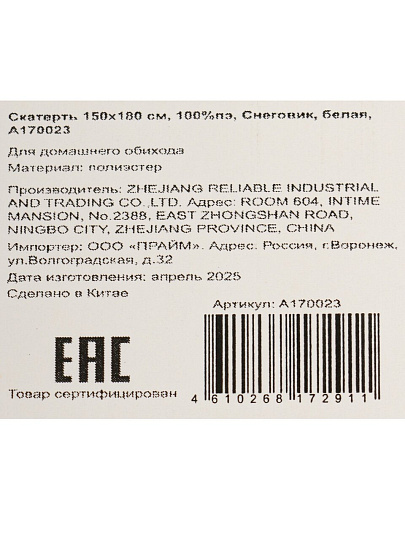 Скатерть 150х180 см, 100%пэ, Снеговик, белая,
А170023
Для домашнего обихода
Материал: полиэстер
Производитель: ZHEJIANG RELIABLE INDUSTRIAL
AND TRADING CO.,LTD. Адрес: ROOM 604, INTIME
MANSION, No.2388, EAST ZHONGSHAN ROAD,
NINGBO CITY, ZHEJIANG PROVINCE, CHINA
Импортер: ООО «ПРАЙМ». Адрес: Россия, г.Воронеж,
ул.Волгоградская, д.32
Дата изготовления: апрель 2025
Сделано в Китае
Артикул: А170023
EAC
Товар сертифицирован
4 610268 172911